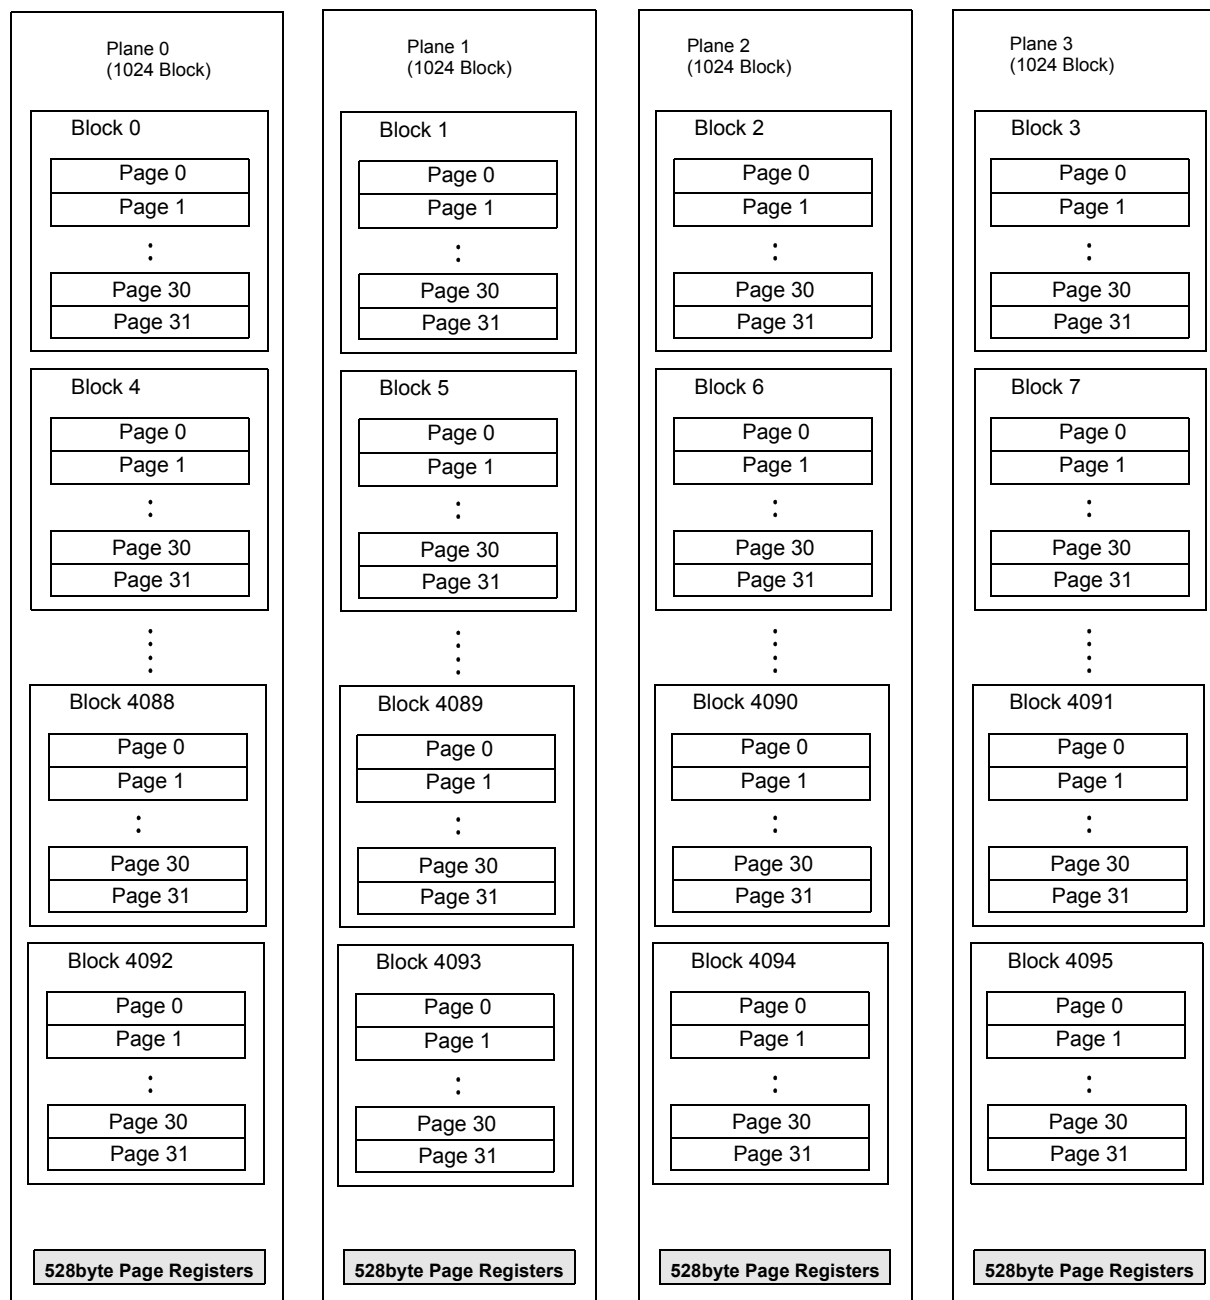 Plane 0
(1024 Block)
Block 0
Page 0
Page 1
Page 30
Page 31
Block 4
Page 0
Page 1
Page 30
Page 31
Block 4088
Page 0
Page 1
Page 30
Page 31
Block 4092
Page 0
Page 1
Page 30
Page 31
528byte Page Registers
Plane 1
(1024 Block)
Block 1
Page 0
Page 1
Page 30
Page 31
Block 5
Page 0
Page 1
Page 30
Page 31
Block 4089
Page 0
Page 1
Page 30
Page 31
Block 4093
Page 0
Page 1
Page 30
Page 31
528byte Page Registers
Plane 2
(1024 Block)
Block 2
Page 0
Page 1
Page 30
Page 31
Block 6
Page 0
Page 1
Page 30
Page 31
Block 4090
Page 0
Page 1
Page 30
Page 31
Block 4094
Page 0
Page 1
Page 30
Page 31
528byte Page Registers
Plane 3
(1024 Block)
Block 3
Page 0
Page 1
Page 30
Page 31
Block 7
Page 0
Page 1
Page 30
Page 31
Block 4091
Page 0
Page 1
Page 30
Page 31
Block 4095
Page 0
Page 1
Page 30
Page 31
528byte Page Registers